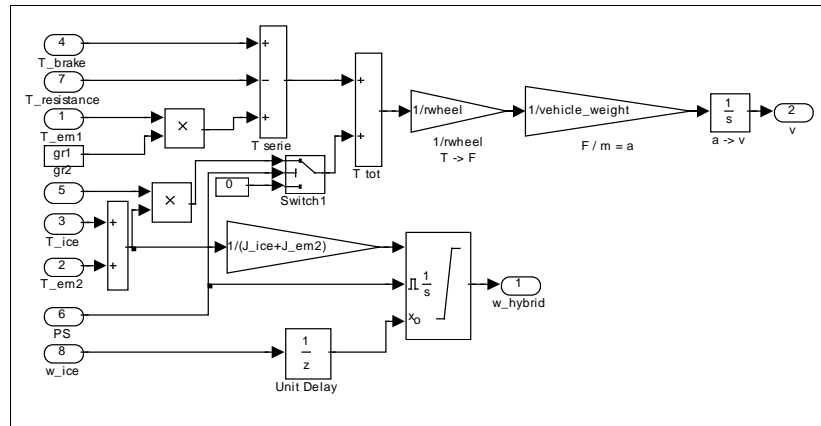 4
T_brake
+
7
T_resistance
−
1
T_em1
×
+
T serie
gr1
gr2
+
+
T tot
1/rwheel
1/rwheel
T -> F
1/vehicle_weight
F / m = a
1
s
a -> v
2
v
5
×
0
Switch1
3
T_ice
+
2
T_em2
+
1/(J_ice+J_em2)
1
s
xo
1
w_hybrid
6
PS
8
w_ice
1
z
Unit Delay